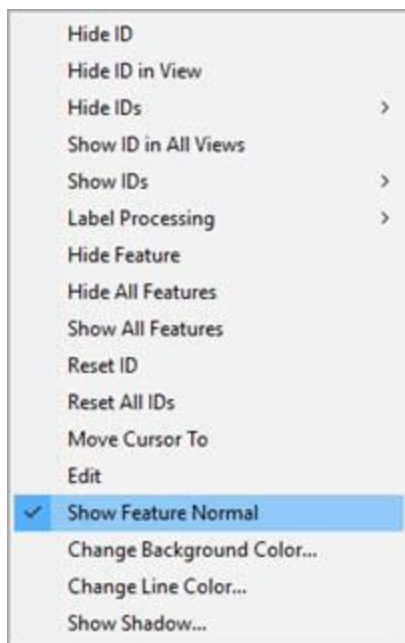 Hide ID
Hide ID in View
Hide IDs
Show ID in All Views
Show IDs
Label Processing
Hide Feature
Hide All Features
Show All Features
Reset ID
Reset All IDs
Move Cursor To
Edit
Show Feature Normal
Change Background Color...
Change Line Color...
Show Shadow...